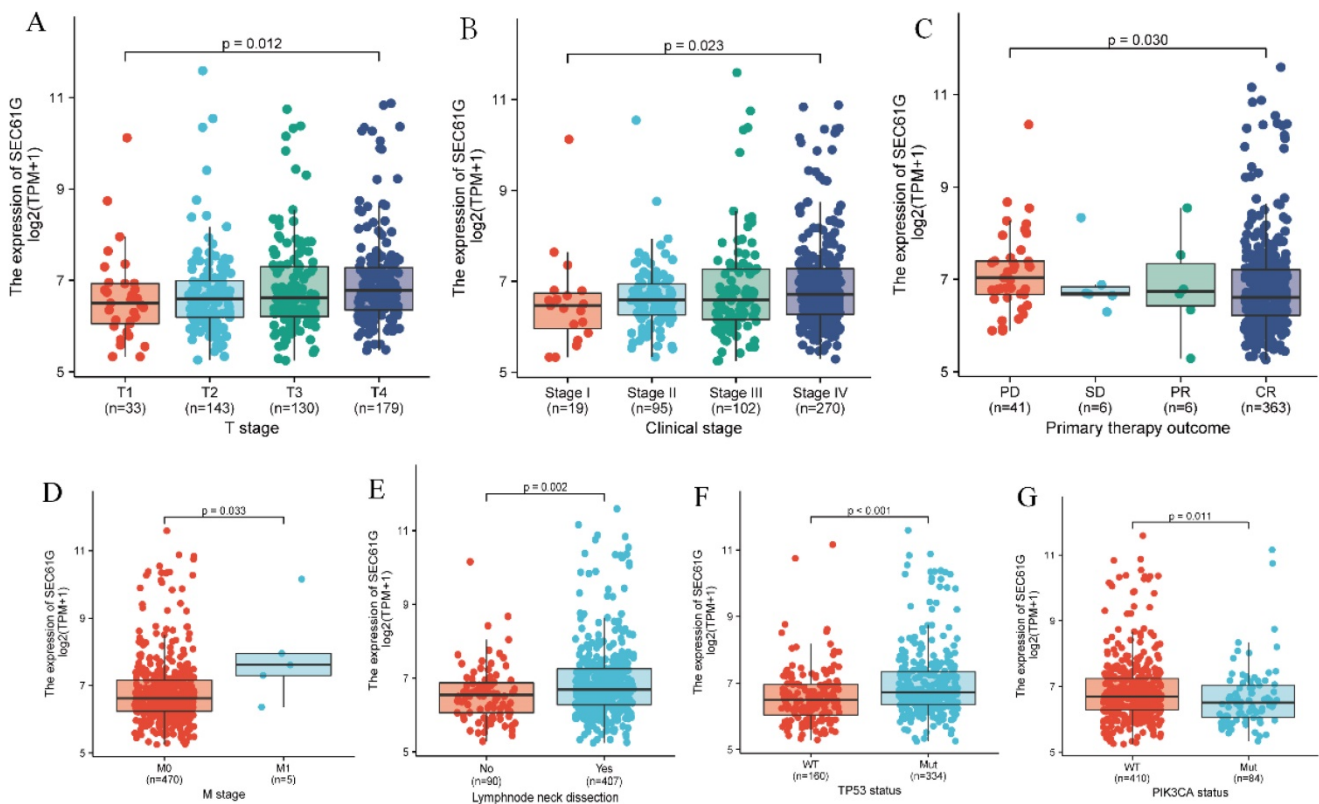 A
p = 0.012
The expression of SEC61G
log2(TPM+1)
11
9
7
5
T1
(n=33)
T2
(n=143)
T3
(n=130)
T4
(n=179)
T stage
B
p = 0.023
The expression of SEC61G
log2(TPM+1)
11
9
7
5
Stage I
(n=19)
Stage II
(n=95)
Stage III
(n=102)
Stage IV
(n=270)
Clinical stage
C
p = 0.030
The expression of SEC61G
log2(TPM+1)
11
9
7
5
PD
(n=41)
SD
(n=6)
PR
(n=6)
CR
(n=363)
Primary therapy outcome
D
p = 0.033
The expression of SEC61G
log2(TPM+1)
11
9
7
5
M0
(n=470)
M1
(n=5)
M stage
E
p = 0.002
The expression of SEC61G
log2(TPM+1)
11
9
7
5
No
(n=90)
Yes
(n=407)
Lymphnode neck dissection
F
p < 0.001
The expression of SEC61G
log2(TPM+1)
11
9
7
5
WT
(n=160)
Mut
(n=334)
TP53 status
G
p = 0.011
The expression of SEC61G
log2(TPM+1)
11
9
7
5
WT
(n=410)
Mut
(n=84)
PIK3CA status